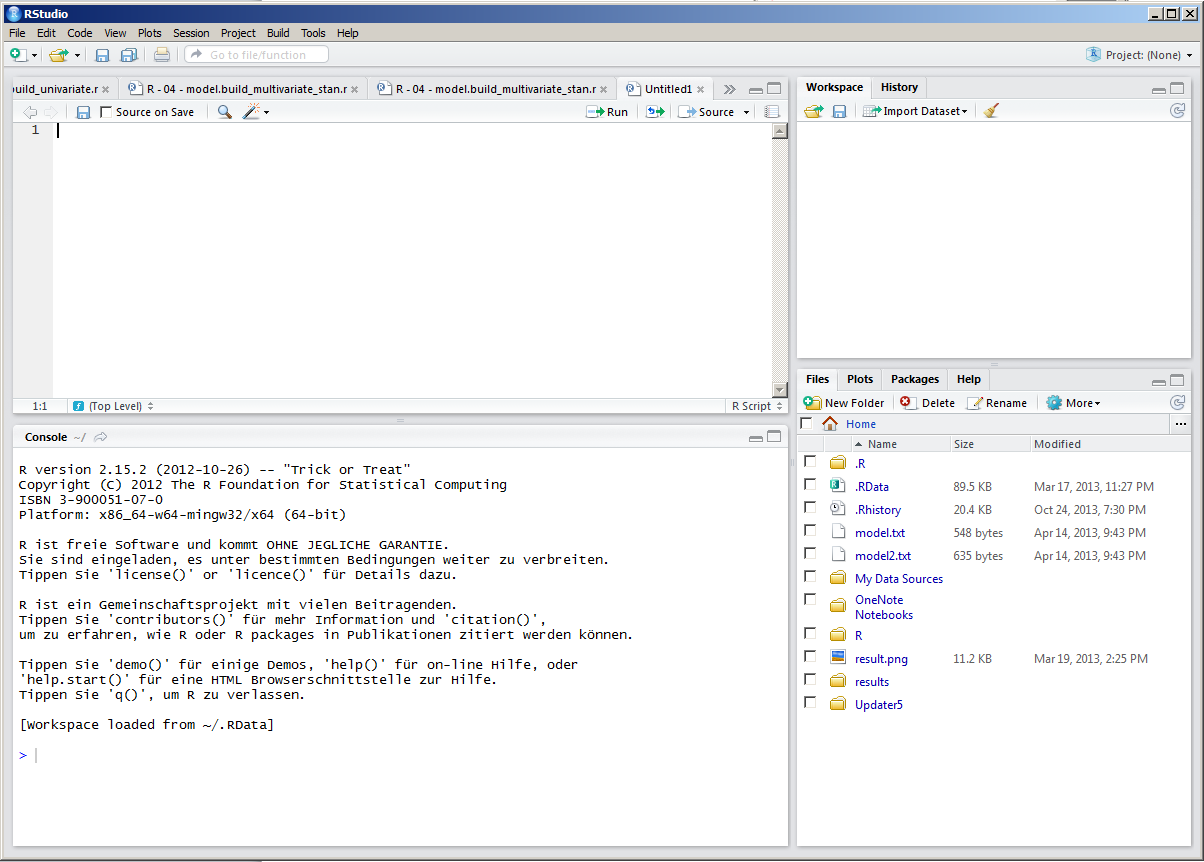 RStudio
File Edit Code View Plots Session Project Build Tools Help
Go to file/function
Project: (None)
uild_univariate.r R - 04 - model.build_multivariate_stan.r R - 04 - model.build_multivariate_stan.r Untitled1
Source on Save Run Source
1
1:1 (Top Level) R Script
Console ~/
R version 2.15.2 (2012-10-26) -- "Trick or Treat"
Copyright (C) 2012 The R Foundation for Statistical Computing
ISBN 3-900051-07-0
Platform: x86_64-w64-mingw32/x64 (64-bit)
R ist freie Software und kommt OHNE JEGLICHE GARANTIE.
Sie sind eingeladen, es unter bestimmten Bedingungen weiter zu verbreiten.
Tippen Sie 'license()' or 'licence()' für Details dazu.
R ist ein Gemeinschaftsprojekt mit vielen Beitragenden.
Tippen Sie 'contributors()' für mehr Information und 'citation()',
um zu erfahren, wie R oder R packages in Publikationen zitiert werden können.
Tippen Sie 'demo()' für einige Demos, 'help()' für on-line Hilfe, oder
'help.start()' für eine HTML Browserschnittstelle zur Hilfe.
Tippen Sie 'q()', um R zu verlassen.
[Workspace loaded from ~/.RData]
>
Workspace History
Import Dataset
Files Plots Packages Help
New Folder Delete Rename More
Home ...
Name Size Modified
.R
.RData 89.5 KB Mar 17, 2013, 11:27 PM
.Rhistory 20.4 KB Oct 24, 2013, 7:30 PM
model.txt 548 bytes Apr 14, 2013, 9:43 PM
model2.txt 635 bytes Apr 14, 2013, 9:43 PM
My Data Sources
OneNote
Notebooks
R
result.png 11.2 KB Mar 19, 2013, 2:25 PM
results
Updater5